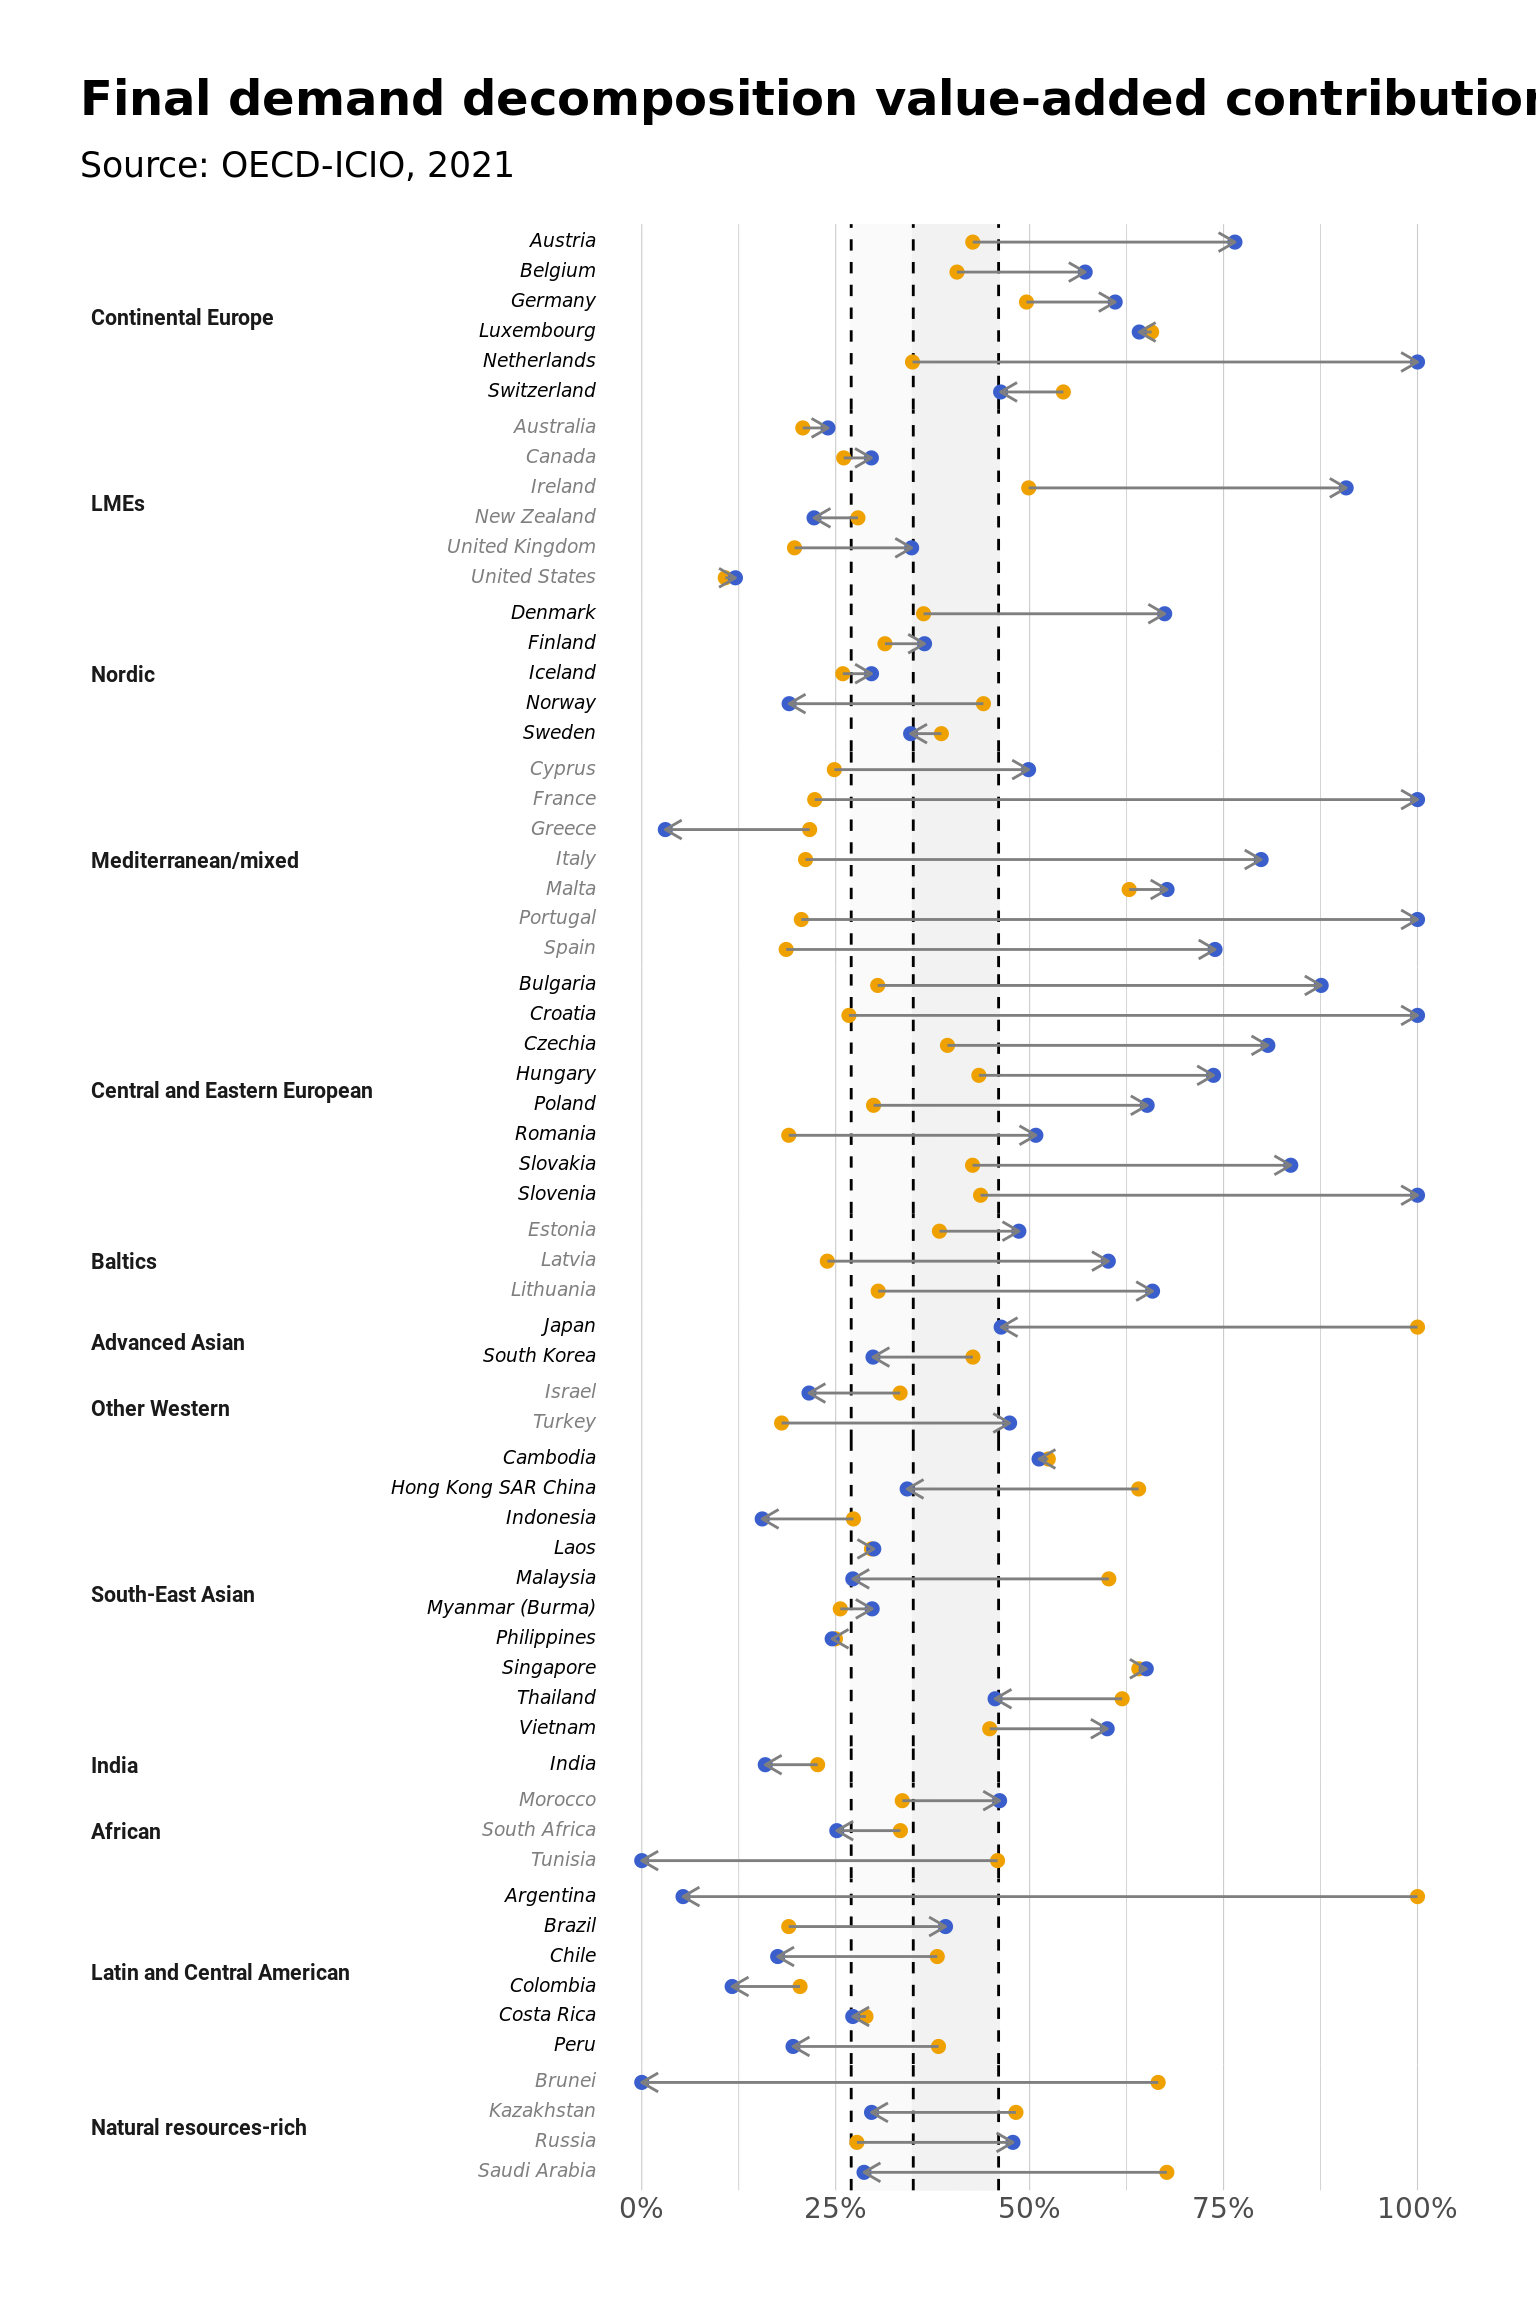 Final demand decomposition value-added contribution
Source: OECD-ICIO, 2021
Continental Europe
Austria
Belgium
Germany
Luxembourg
Netherlands
Switzerland
LMEs
Australia
Canada
Ireland
New Zealand
United Kingdom
United States
Nordic
Denmark
Finland
Iceland
Norway
Sweden
Mediterranean/mixed
Cyprus
France
Greece
Italy
Malta
Portugal
Spain
Central and Eastern European
Bulgaria
Croatia
Czechia
Hungary
Poland
Romania
Slovakia
Slovenia
Baltics
Estonia
Latvia
Lithuania
Advanced Asian
Japan
South Korea
Other Western
Israel
Turkey
South-East Asian
Cambodia
Hong Kong SAR China
Indonesia
Laos
Malaysia
Myanmar (Burma)
Philippines
Singapore
Thailand
Vietnam
India
India
African
Morocco
South Africa
Tunisia
Latin and Central American
Argentina
Brazil
Chile
Colombia
Costa Rica
Peru
Natural resources-rich
Brunei
Kazakhstan
Russia
Saudi Arabia
0% 25% 50% 75% 100%